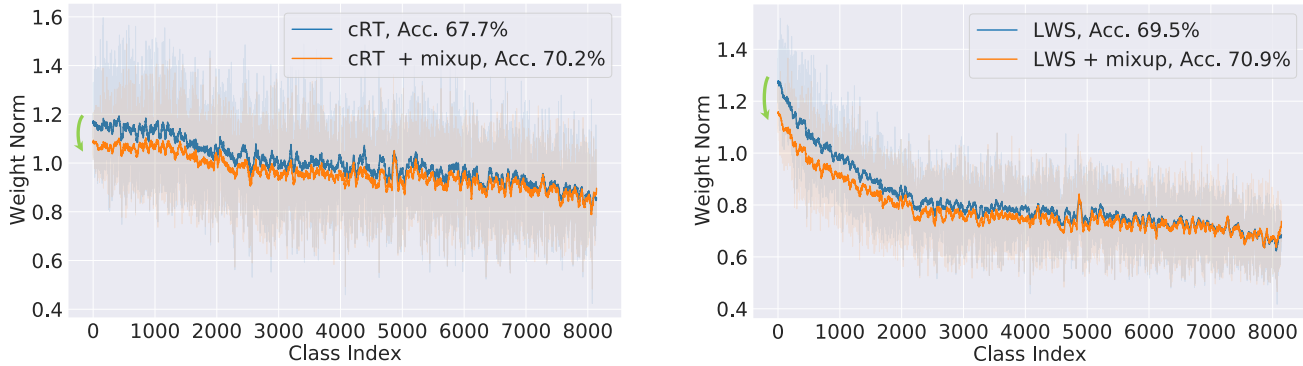 cRT, Acc. 67.7%
cRT + mixup, Acc. 70.2%
Weight Norm
1.6
1.4
1.2
1.0
0.8
0.6
0.4
0 1000 2000 3000 4000 5000 6000 7000 8000
Class Index
LWS, Acc. 69.5%
LWS + mixup, Acc. 70.9%
Weight Norm
1.4
1.2
1.0
0.8
0.6
0.4
0 1000 2000 3000 4000 5000 6000 7000 8000
Class Index